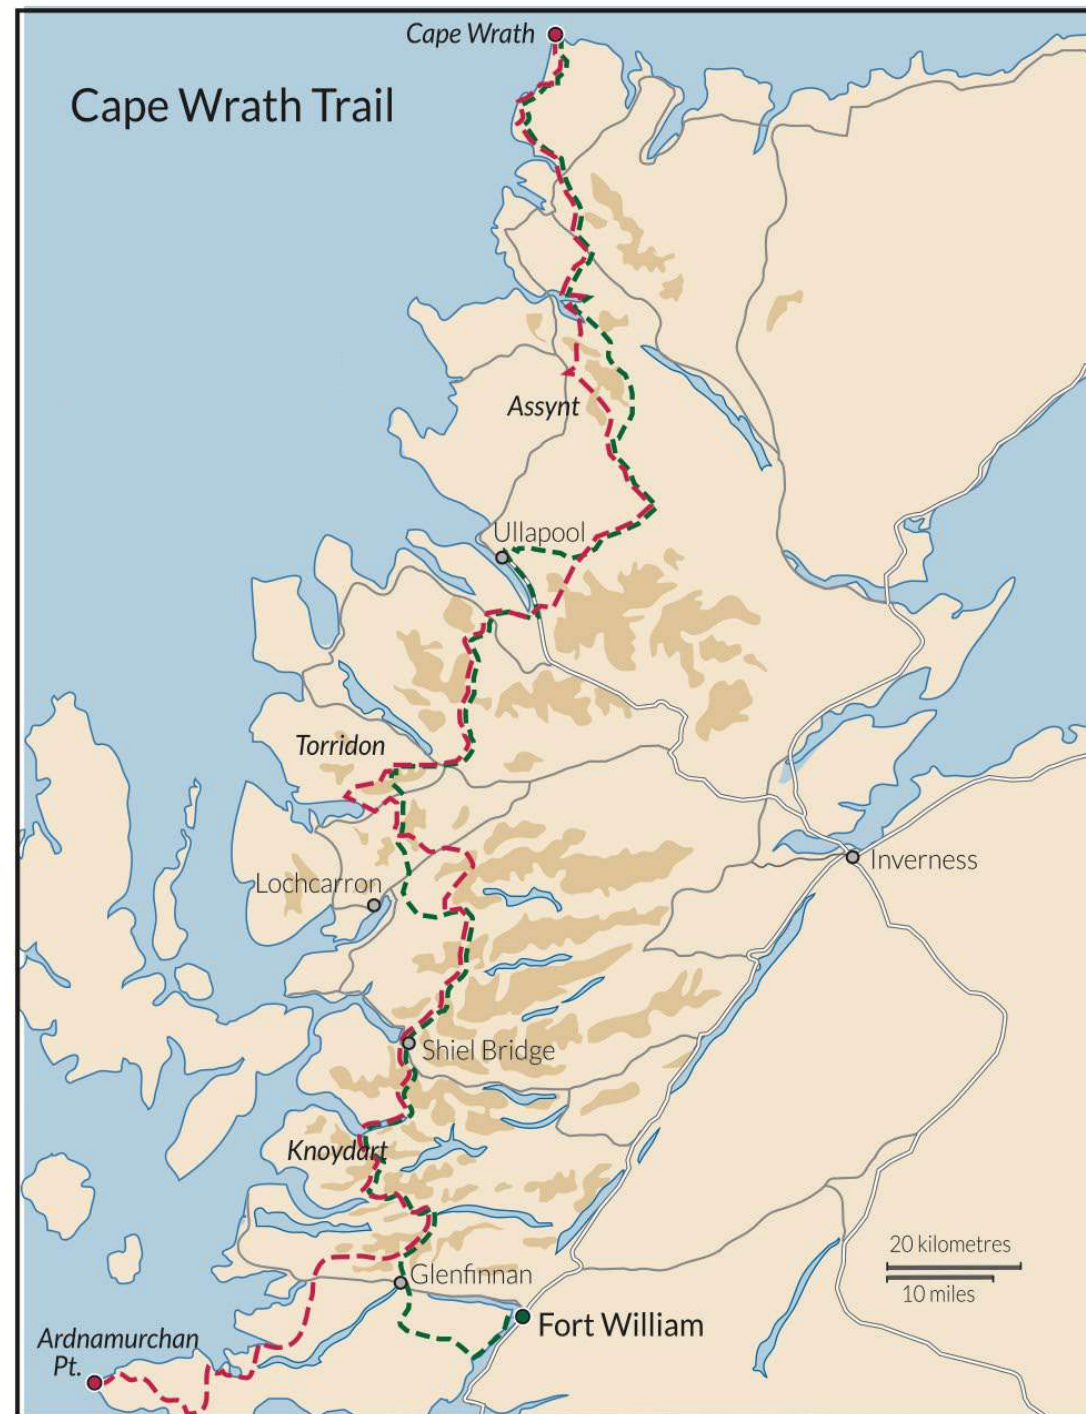 Cape Wrath
Cape Wrath Trail
Assynt
Ullapool
Torridon
Inverness
Lochcarron
Shiel Bridge
Knoydart
20 kilometres
10 miles
Glenfinnan
Fort William
Ardnamurchan
Pt.